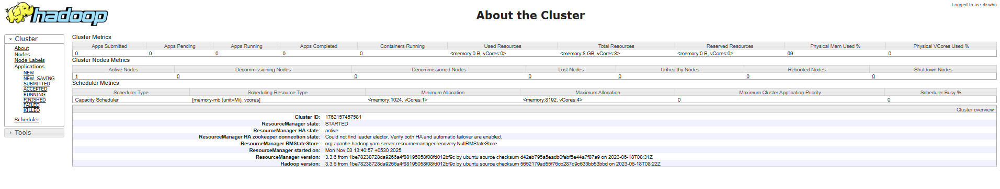 Logged in as: dr.who
hadoop
About the Cluster
Cluster
About
Nodes
Node Labels
Applications
NEW
NEW_SAVING
SUBMITTED
ACCEPTED
RUNNING
FINISHED
FAILED
KILLED
Scheduler
Tools
Cluster Metrics
Apps Submitted Apps Pending Apps Running Apps Completed Containers Running Used Resources Total Resources Reserved Resources Physical Mem Used % Physical VCores Used %
0 0 0 0 0 <memory:0 B, vCores:0> <memory:8 GB, vCores:8> <memory:0 B, vCores:0> 69 0
Cluster Nodes Metrics
Active Nodes Decommissioning Nodes Decommissioned Nodes Lost Nodes Unhealthy Nodes Rebooted Nodes Shutdown Nodes
1 0 0 0 0 0 0
Scheduler Metrics
Scheduler Type Scheduling Resource Type Minimum Allocation Maximum Allocation Maximum Cluster Application Priority Scheduler Busy %
Capacity Scheduler [memory-mb (unit=Mi), vcores] <memory:1024, vCores:1> <memory:8192, vCores:4> 0 0
Cluster overview
Cluster ID: 1762157457581
ResourceManager state: STARTED
ResourceManager HA state: active
ResourceManager HA zookeeper connection state: Could not find leader elector. Verify both HA and automatic failover are enabled.
ResourceManager RMStateStore: org.apache.hadoop.yarn.server.resourcemanager.recovery.NullRMStateStore
ResourceManager started on: Mon Nov 03 13:40:57 +0530 2025
ResourceManager version: 3.3.6 from 1be78238728da9266a4f88195058f08fd012bf9c by ubuntu source checksum d42eb795a5eadb0febf5e44a7f87a9 on 2023-06-18T08:31Z
Hadoop version: 3.3.6 from 1be78238728da9266a4f88195058f08fd012bf9c by ubuntu source checksum 5652179ad55f76cb287d9c633bb53bbd on 2023-06-18T08:22Z